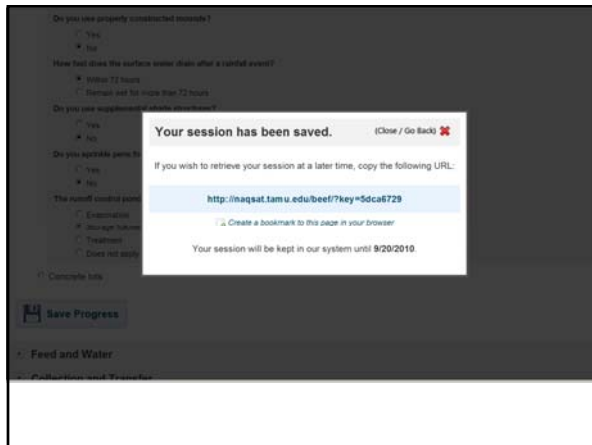 Do you use properly constructed mounds?
Yes
No
How fast does the surface water drain after a rainfall event?
Within 72 hours
Remain wet for more than 72 hours
Do you use supplemental shade structures?
Yes
No
Do you sprinkle pens
Yes
No
The runoff control pond
Evaporation
Storage
Treatment
Does not apply
Concrete lots
Save Progress
Feed and Water
Collection and Transfer
Your session has been saved.
(Close / Go Back)
If you wish to retrieve your session at a later time, copy the following URL:
http://naqsat.tamu.edu/beef/?key=5dca6729
Create a bookmark to this page in your browser
Your session will be kept in our system until 9/20/2010.